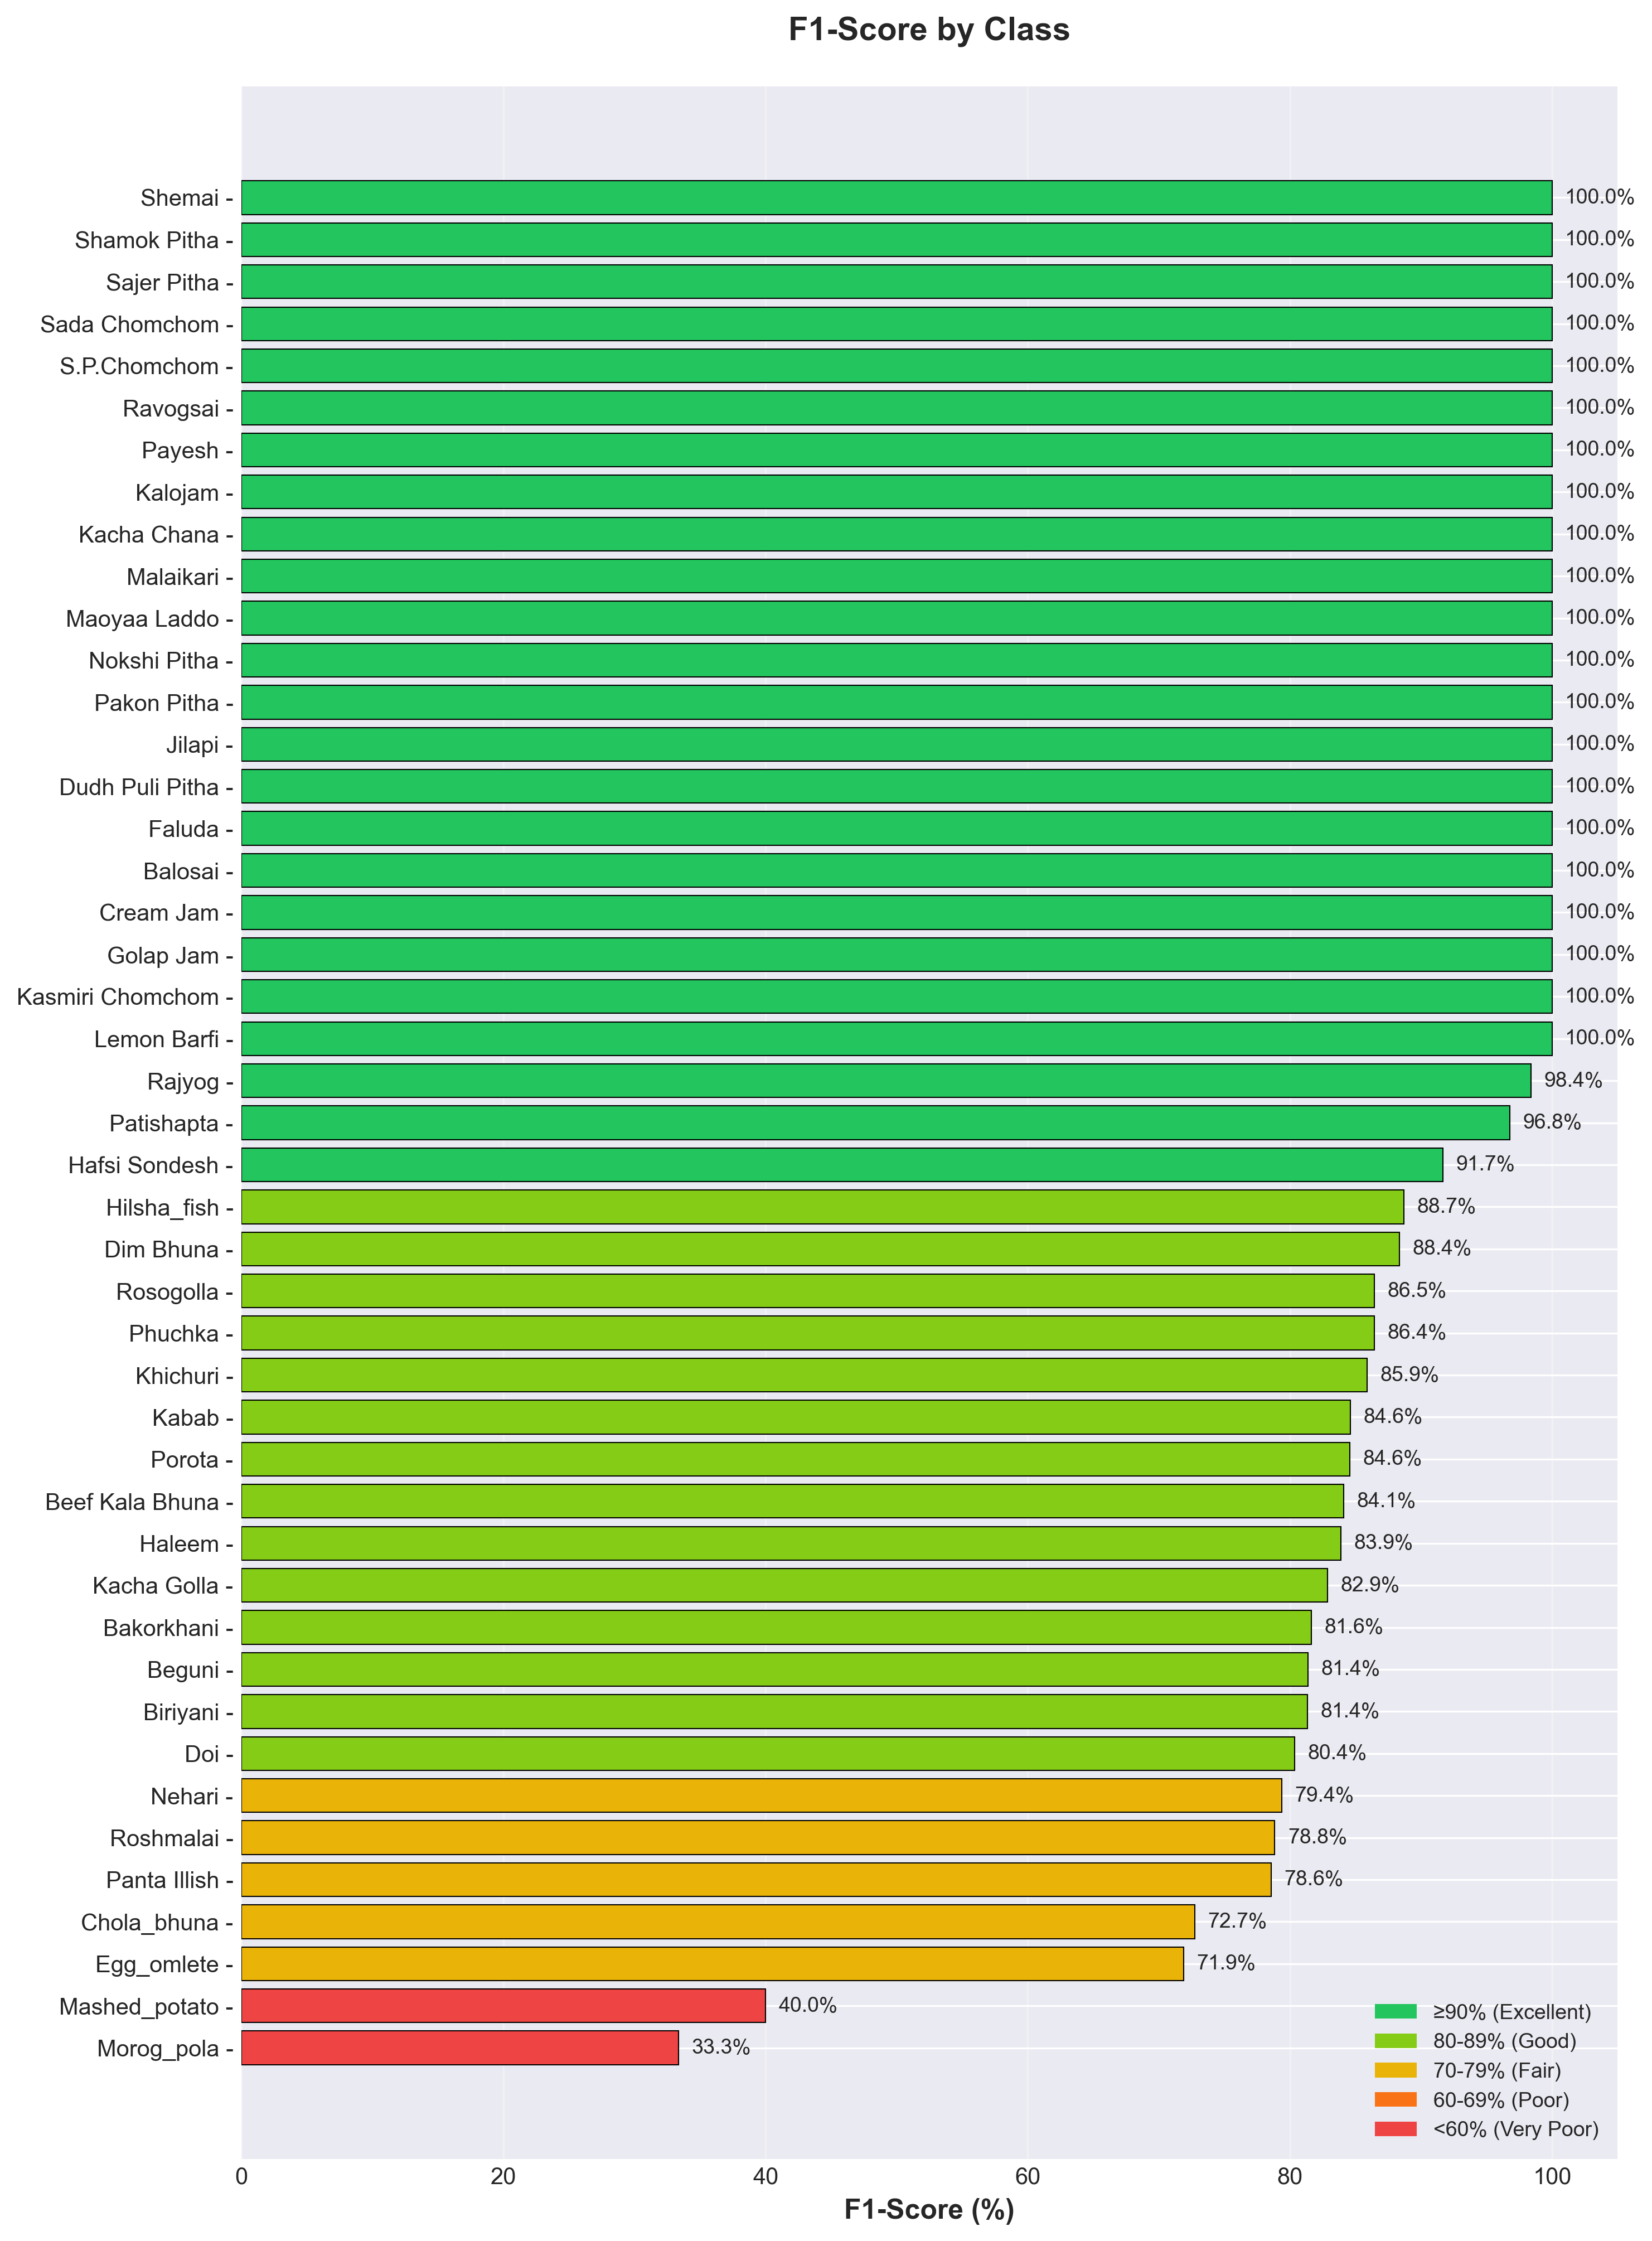 F1-Score by Class
Shemai - 100.0%
Shamok Pitha - 100.0%
Sajer Pitha - 100.0%
Sada Chomchom - 100.0%
S.P.Chomchom - 100.0%
Ravogsai - 100.0%
Payesh - 100.0%
Kalojam - 100.0%
Kacha Chana - 100.0%
Malaikari - 100.0%
Maoyaa Laddo - 100.0%
Nokshi Pitha - 100.0%
Pakon Pitha - 100.0%
Jilapi - 100.0%
Dudh Puli Pitha - 100.0%
Faluda - 100.0%
Balosai - 100.0%
Cream Jam - 100.0%
Golap Jam - 100.0%
Kasmiri Chomchom - 100.0%
Lemon Barfi - 100.0%
Rajyog - 98.4%
Patishapta - 96.8%
Hafsi Sondesh - 91.7%
Hilsha_fish - 88.7%
Dim Bhuna - 88.4%
Rosogolla - 86.5%
Phuchka - 86.4%
Khichuri - 85.9%
Kabab - 84.6%
Porota - 84.6%
Beef Kala Bhuna - 84.1%
Haleem - 83.9%
Kacha Golla - 82.9%
Bakorkhani - 81.6%
Beguni - 81.4%
Biriyani - 81.4%
Doi - 80.4%
Nehari - 79.4%
Roshmalai - 78.8%
Panta Illish - 78.6%
Chola_bhuna - 72.7%
Egg_omlete - 71.9%
Mashed_potato - 40.0%
Morog_pola - 33.3%
≥90% (Excellent)
80-89% (Good)
70-79% (Fair)
60-69% (Poor)
<60% (Very Poor)
0 20 40 60 80 100
F1-Score (%)